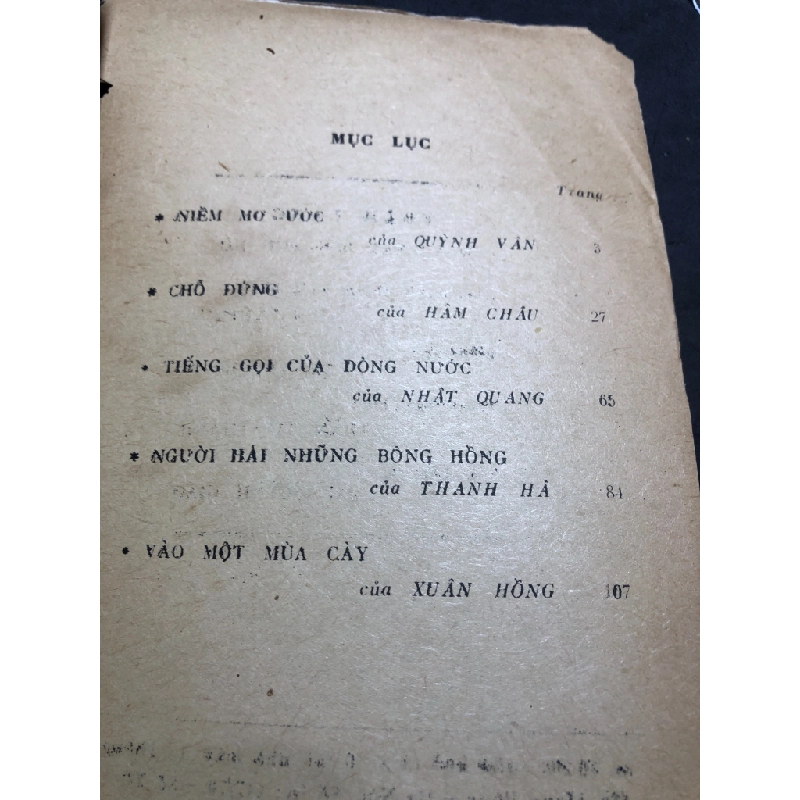 MỤC LỤC
Trang
* NIỀM MƠ ƯỚC
của QUỲNH VÂN 3
* CHỖ ĐỨNG
của HÀM CHÂU 27
* TIẾNG GỌI CỦA DÒNG NƯỚC
của NHẬT QUANG 65
* NGƯỜI HÁI NHỮNG BÔNG HỒNG
của THANH HÀ 84
* VÀO MỘT MÙA CÀY
của XUÂN HỒNG 107